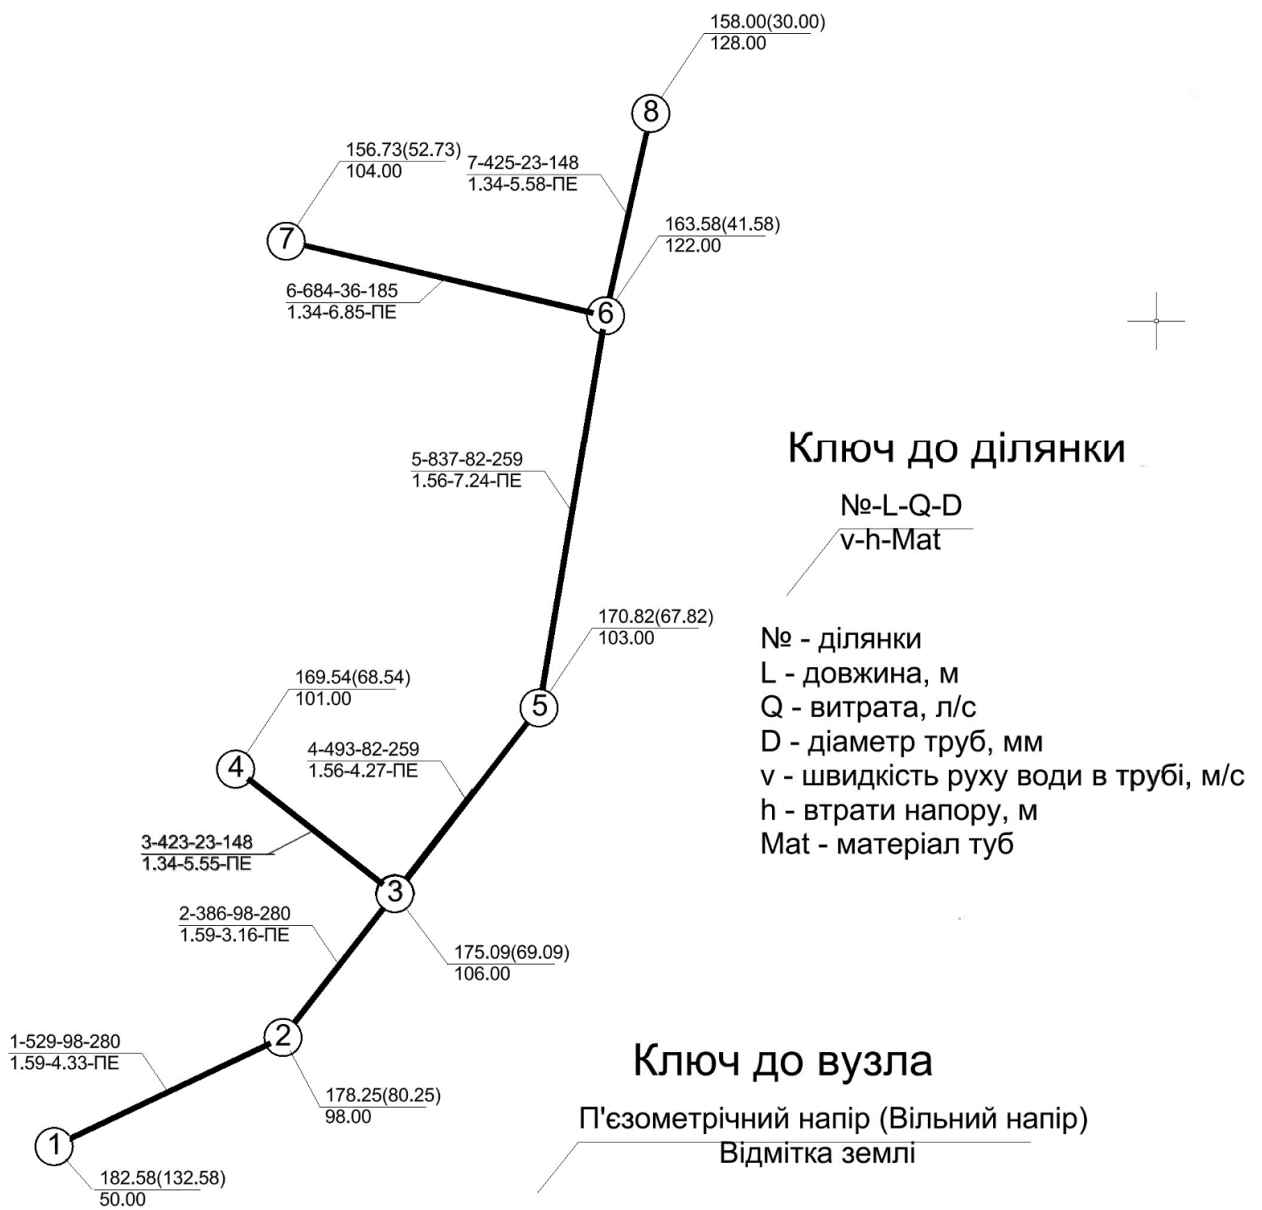 158.00(30.00)
128.00
8
156.73(52.73)
104.00
7-425-23-148
1.34-5.58-ПЕ
163.58(41.58)
122.00
7
6-684-36-185
1.34-6.85-ПЕ
6
5-837-82-259
1.56-7.24-ПЕ
Ключ до ділянки
№-L-Q-D
v-h-Mat
170.82(67.82)
103.00
№ - ділянки
L - довжина, м
Q - витрата, л/с
D - діаметр труб, мм
v - швидкість руху води в трубі, м/с
h - втрати напору, м
Mat - матеріал туб
169.54(68.54)
101.00
5
4
4-493-82-259
1.56-4.27-ПЕ
3-423-23-148
1.34-5.55-ПЕ
3
2-386-98-280
1.59-3.16-ПЕ
175.09(69.09)
106.00
2
1-529-98-280
1.59-4.33-ПЕ
178.25(80.25)
98.00
1
182.58(132.58)
50.00
Ключ до вузла
П'єзометрічний напір (Вільний напір)
Відмітка землі